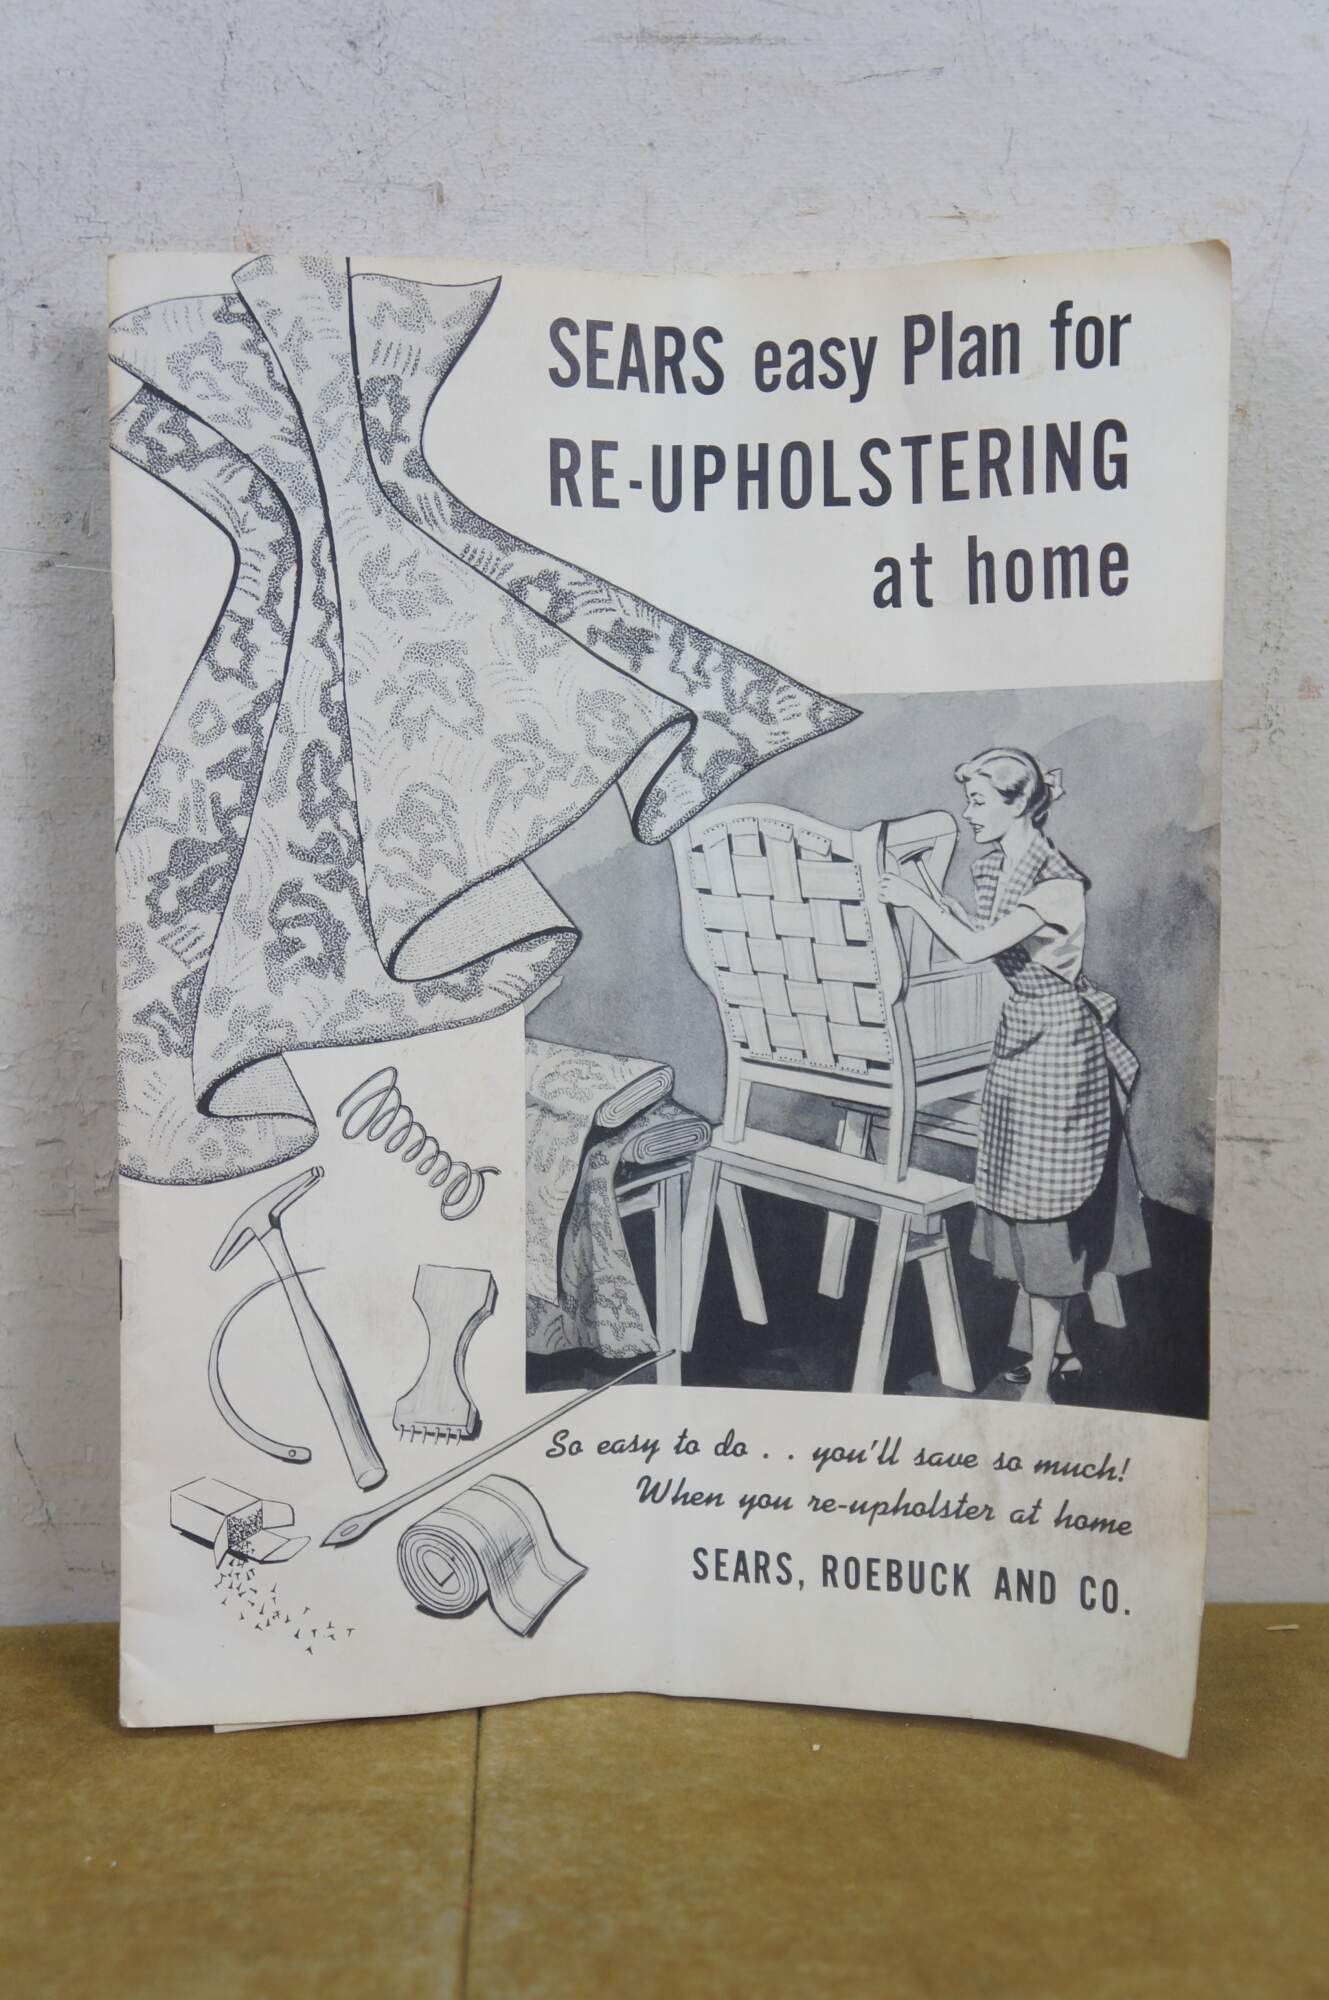 SEARS easy Plan for
RE-UPHOLSTERING
at home
So easy to do . . you'll save so much!
When you re-upholster at home
SEARS, ROEBUCK AND CO.